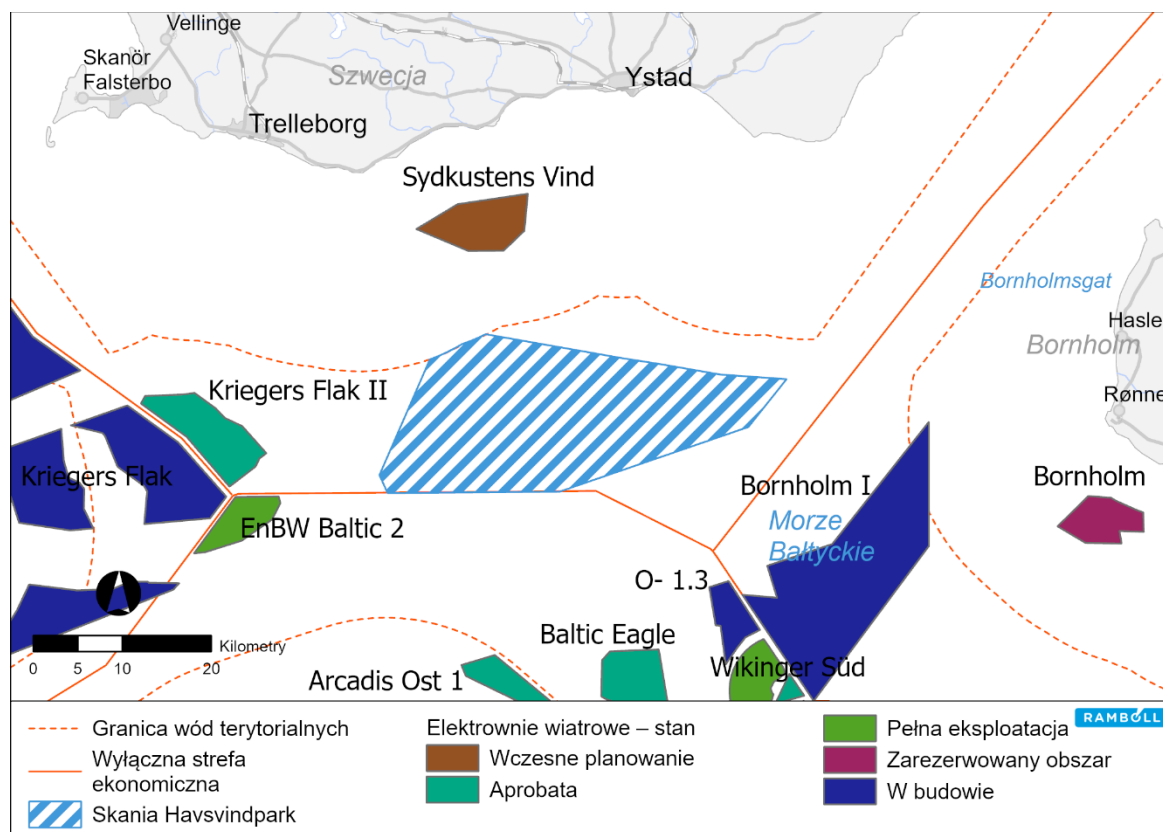 Vellinge
Skanör
Falsterbo
Szwecja
Ystad
Trelleborg
Sydkustens Vind
Bornholmsgat
Hasle
Bornholm
Rønne
Kriegers Flak II
Kriegers Flak
Bornholm I
Bornholm
Morze
Bałtyckie
EnBW Baltic 2
O- 1.3
Baltic Eagle
Wikinger Süd
Arcadis Ost 1
Kilometry
0 5 10 20
Granica wód terytorialnych
Wyłączna strefa
ekonomiczna
Skania Havsvindpark
Elektrownie wiatrowe – stan
Wczesne planowanie
Aprobata
Pełna eksploatacja
Zarezerwowany obszar
W budowie
RAMBOLL